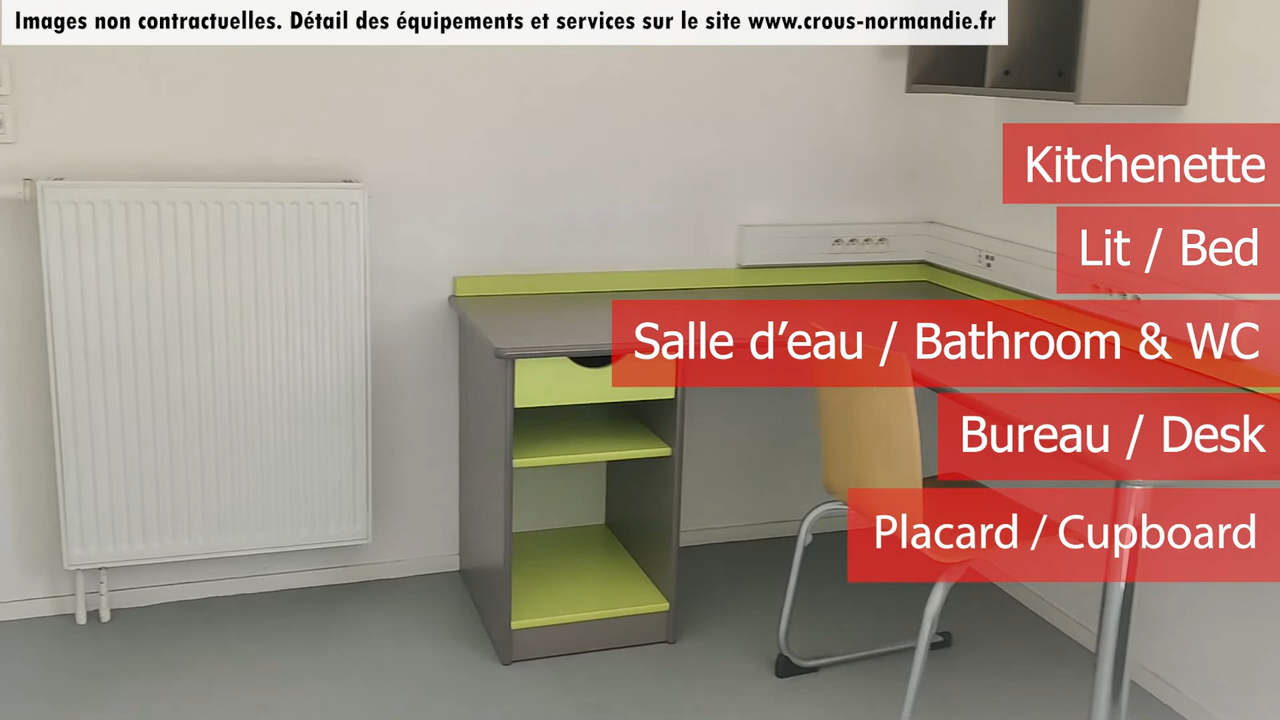 Images non contractuelles. Détail des équipements et services sur le site www.crous-normandie.fr
Kitchenette
Lit / Bed
Salle d’eau / Bathroom & WC
Bureau / Desk
Placard / Cupboard